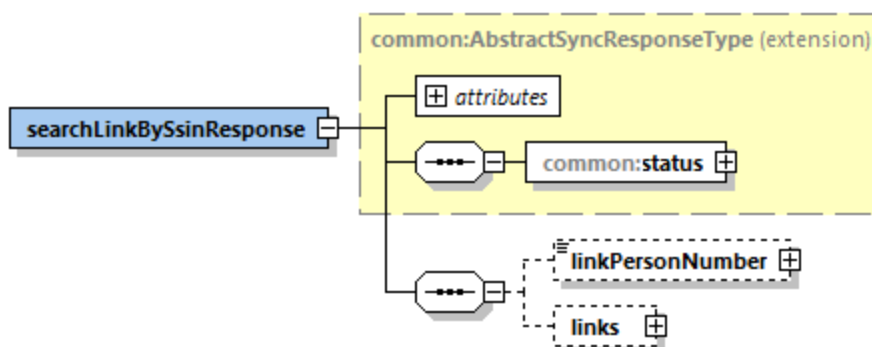 common:AbstractSyncResponseType (extension)
attributes
searchLinkBySsinResponse
common:status
linkPersonNumber
links